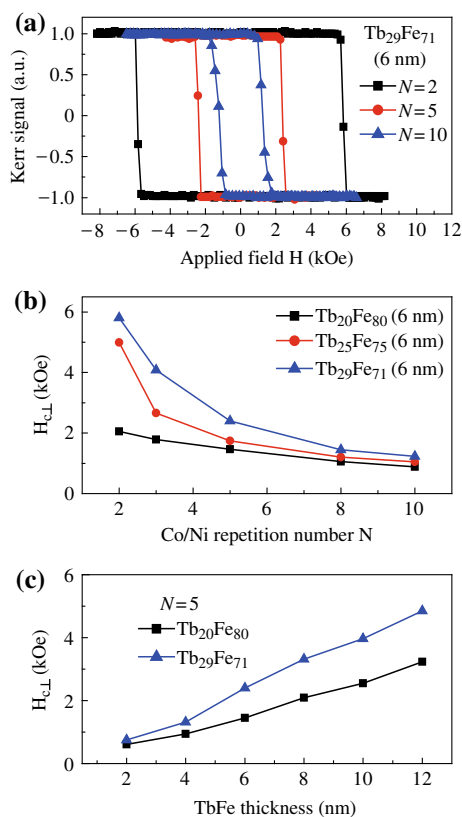 (a)
Kerr signal (a.u.)
1.0
0.5
0.0
−0.5
−1.0
Tb29Fe71
(6 nm)
N=2
N=5
N=10
−8 −6 −4 −2 0 2 4 6 8 10
Applied field H (kOe)
(b)
Hc⊥ (kOe)
6
4
2
0
Tb20Fe80 (6 nm)
Tb25Fe75 (6 nm)
Tb29Fe71 (6 nm)
2 4 6 8 10
Co/Ni repetition number N
(c)
Hc⊥ (kOe)
6
4
2
0
N=5
Tb20Fe80
Tb29Fe71
2 4 6 8 10 12
TbFe thickness (nm)